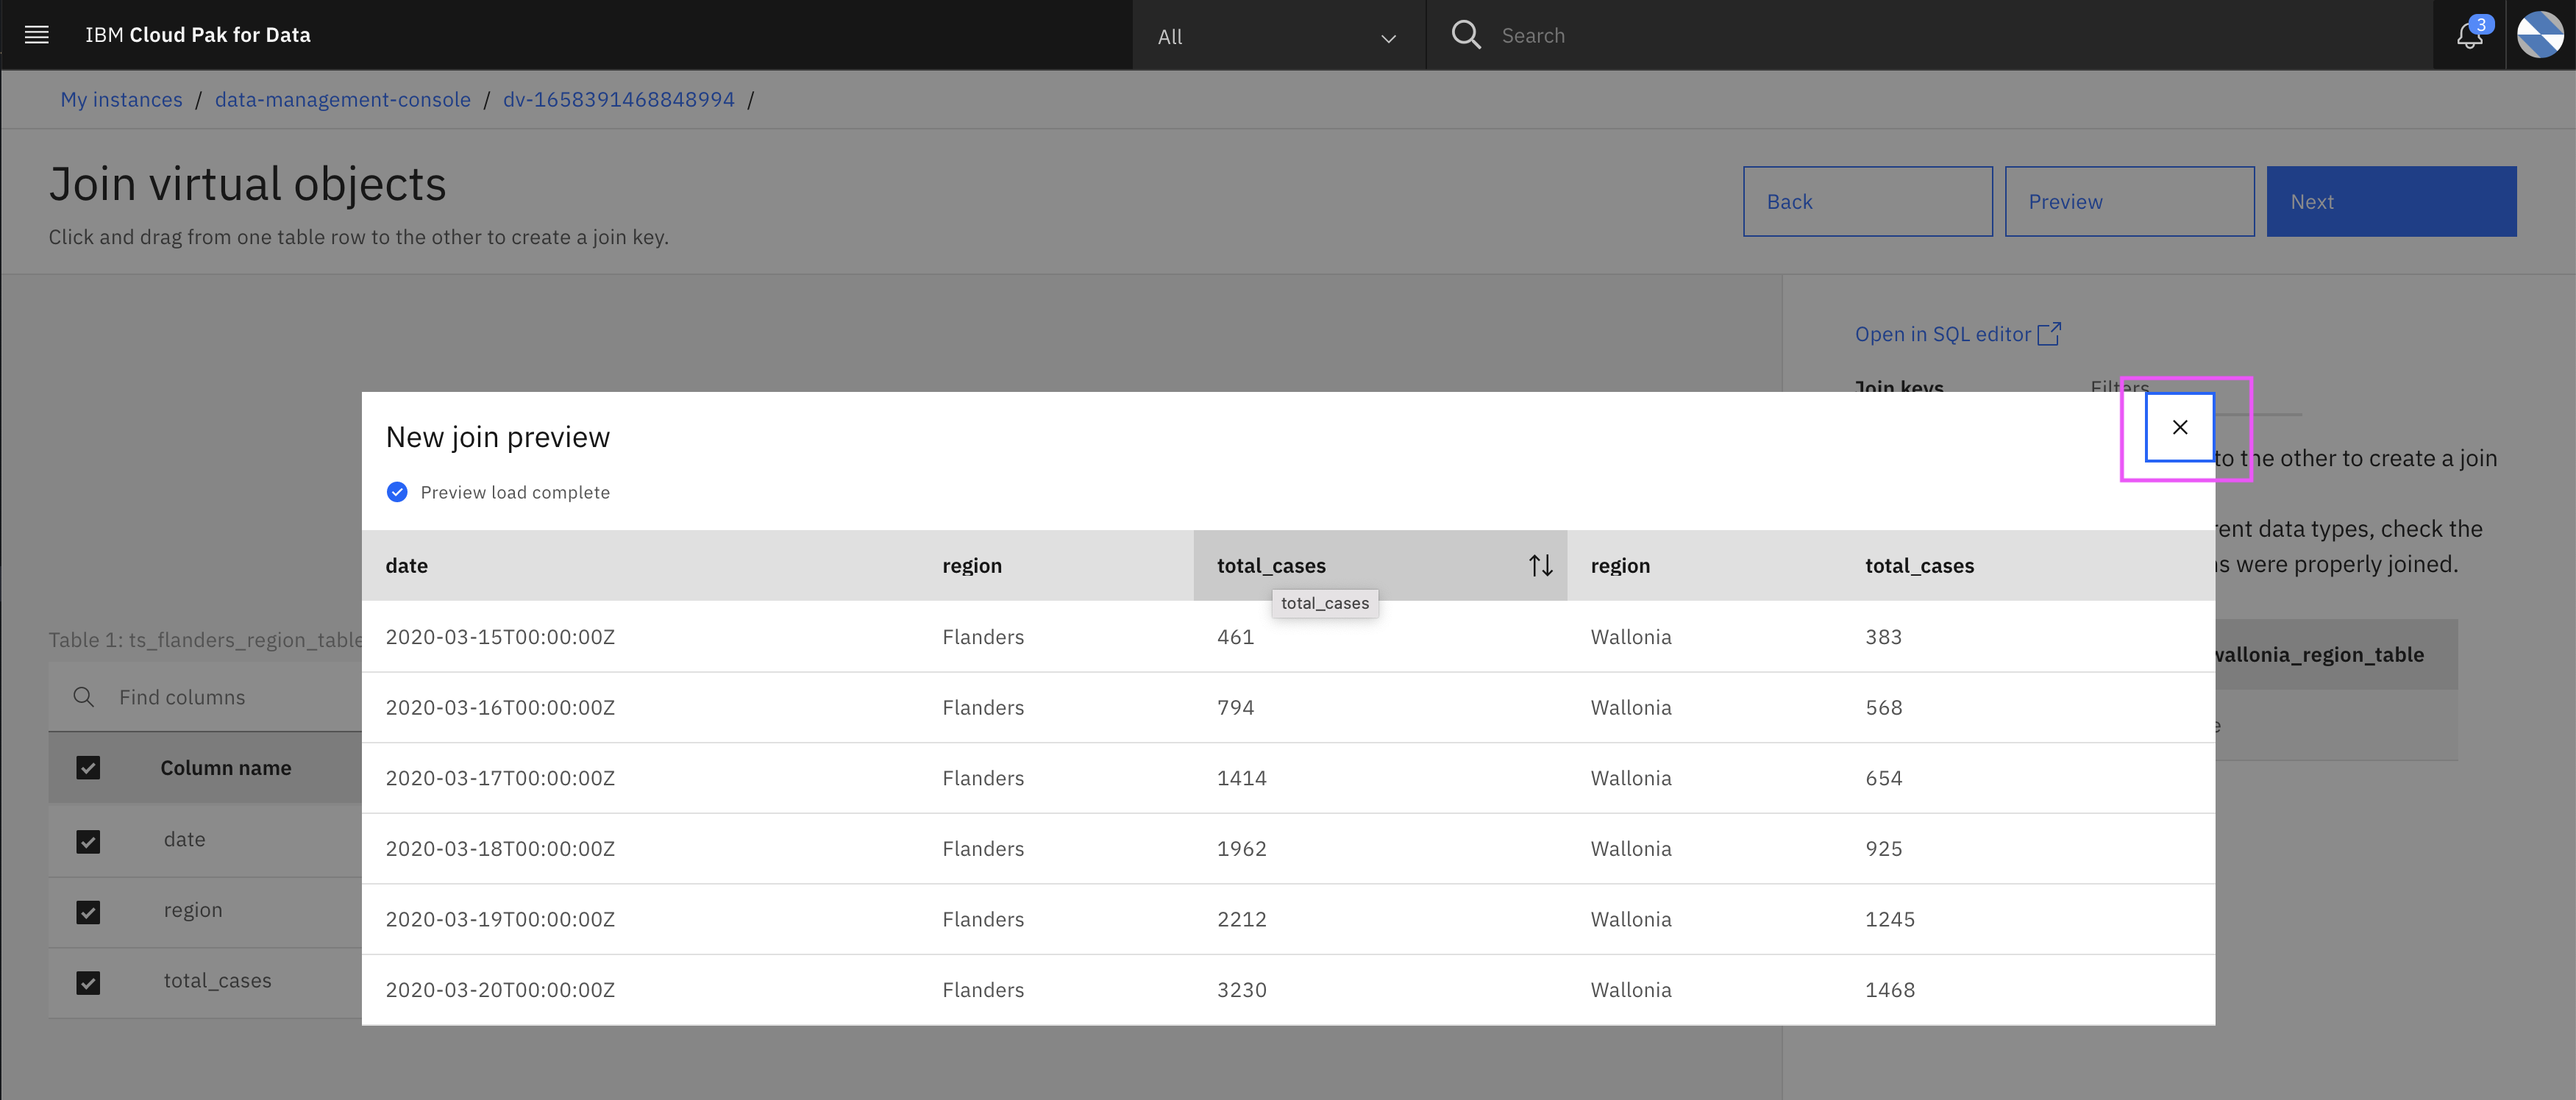 IBM Cloud Pak for Data
All
Search
3
My instances / data-management-console / dv-1658391468848994 /
Join virtual objects
Click and drag from one table row to the other to create a join key.
Back
Preview
Next
Open in SQL editor
Join keys
Filters
to the other to create a join
rent data types, check the
s were properly joined.
wallonia_region_table
e
Table 1: ts_flanders_region_table
Find columns
Column name
date
region
total_cases
New join preview
Preview load complete
date region total_cases region total_cases
total_cases
2020-03-15T00:00:00Z Flanders 461 Wallonia 383
2020-03-16T00:00:00Z Flanders 794 Wallonia 568
2020-03-17T00:00:00Z Flanders 1414 Wallonia 654
2020-03-18T00:00:00Z Flanders 1962 Wallonia 925
2020-03-19T00:00:00Z Flanders 2212 Wallonia 1245
2020-03-20T00:00:00Z Flanders 3230 Wallonia 1468